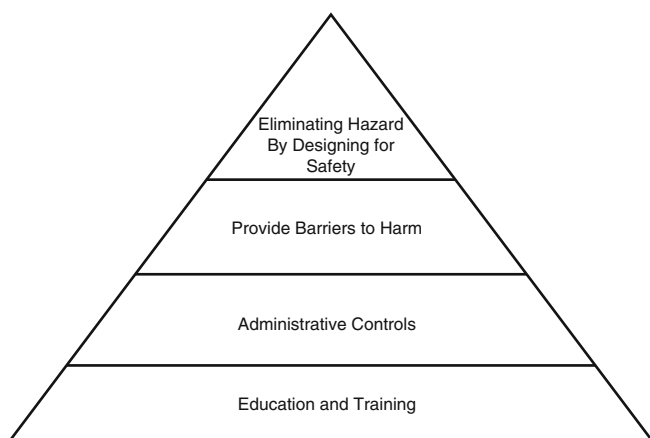 Eliminating Hazard
By Designing for
Safety
Provide Barriers to Harm
Administrative Controls
Education and Training